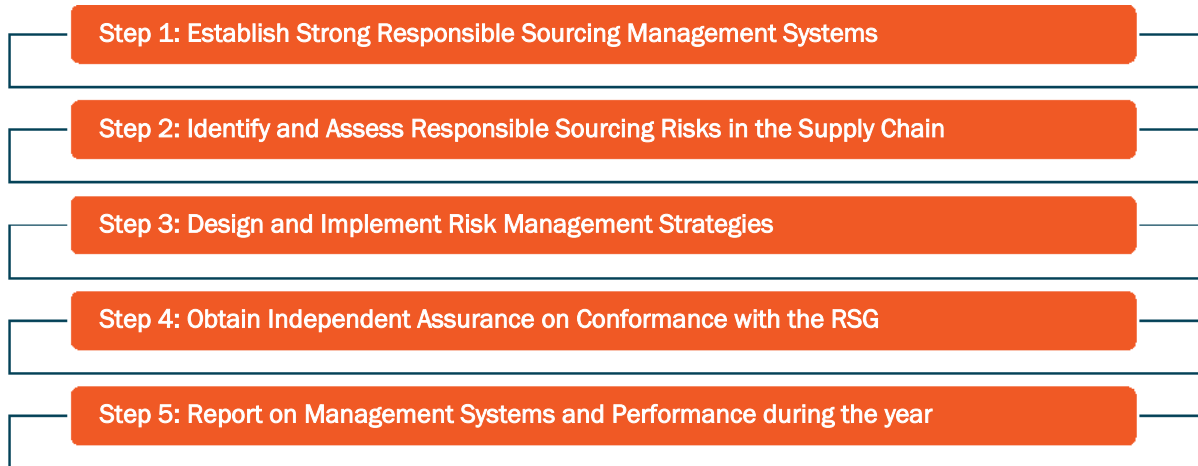 Step 1: Establish Strong Responsible Sourcing Management Systems
Step 2: Identify and Assess Responsible Sourcing Risks in the Supply Chain
Step 3: Design and Implement Risk Management Strategies
Step 4: Obtain Independent Assurance on Conformance with the RSG
Step 5: Report on Management Systems and Performance during the year